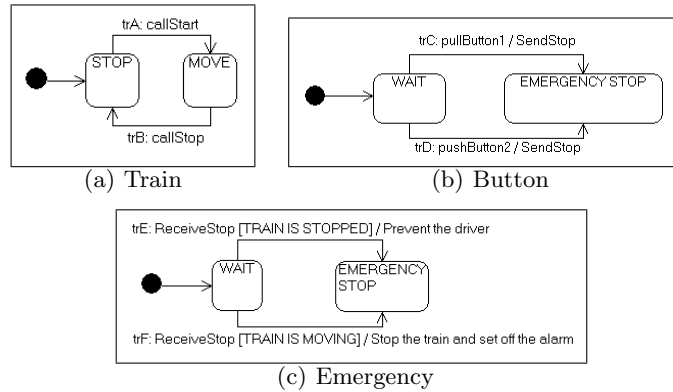 trA: callStart
STOP
MOVE
trB: callStop
(a) Train
trC: pullButton1 / SendStop
WAIT
EMERGENCY STOP
trD: pushButton2 / SendStop
(b) Button
trE: ReceiveStop [TRAIN IS STOPPED] / Prevent the driver
WAIT
EMERGENCY
STOP
trF: ReceiveStop [TRAIN IS MOVING] / Stop the train and set off the alarm
(c) Emergency